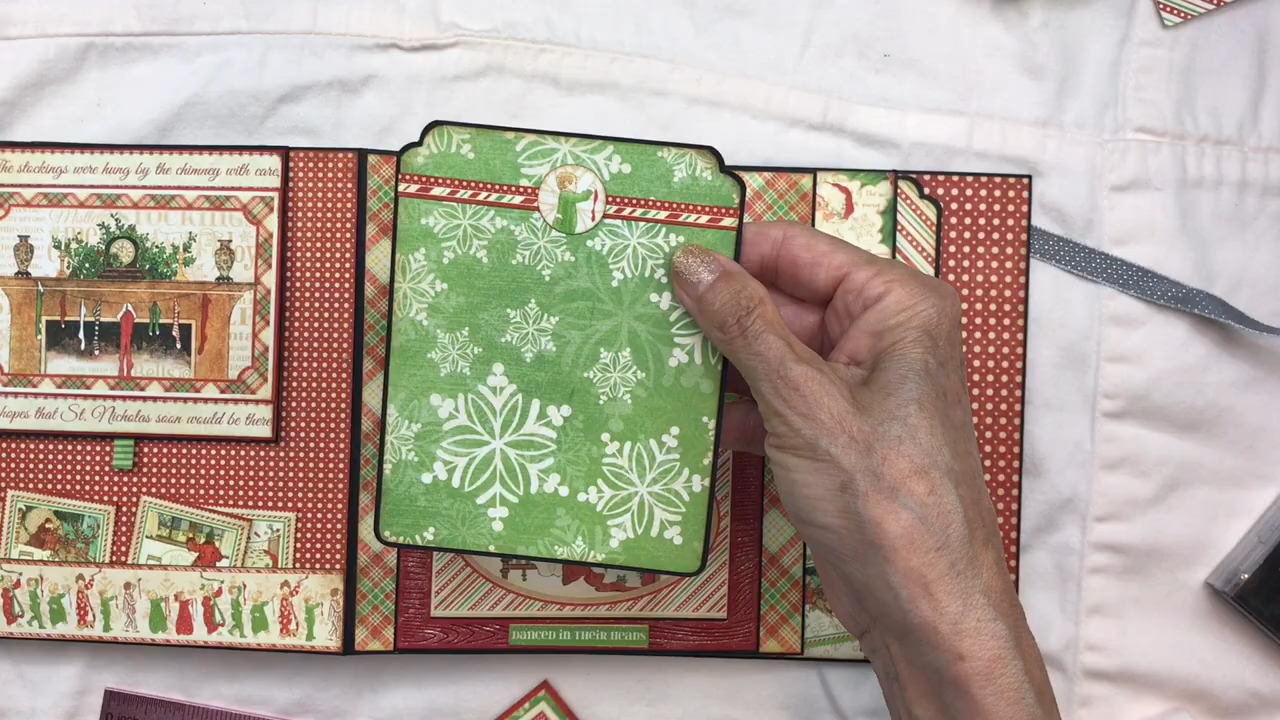 The stockings were hung by the chimney with care,
hopes that St. Nicholas soon would be there
DANCED IN THEIR HEADS